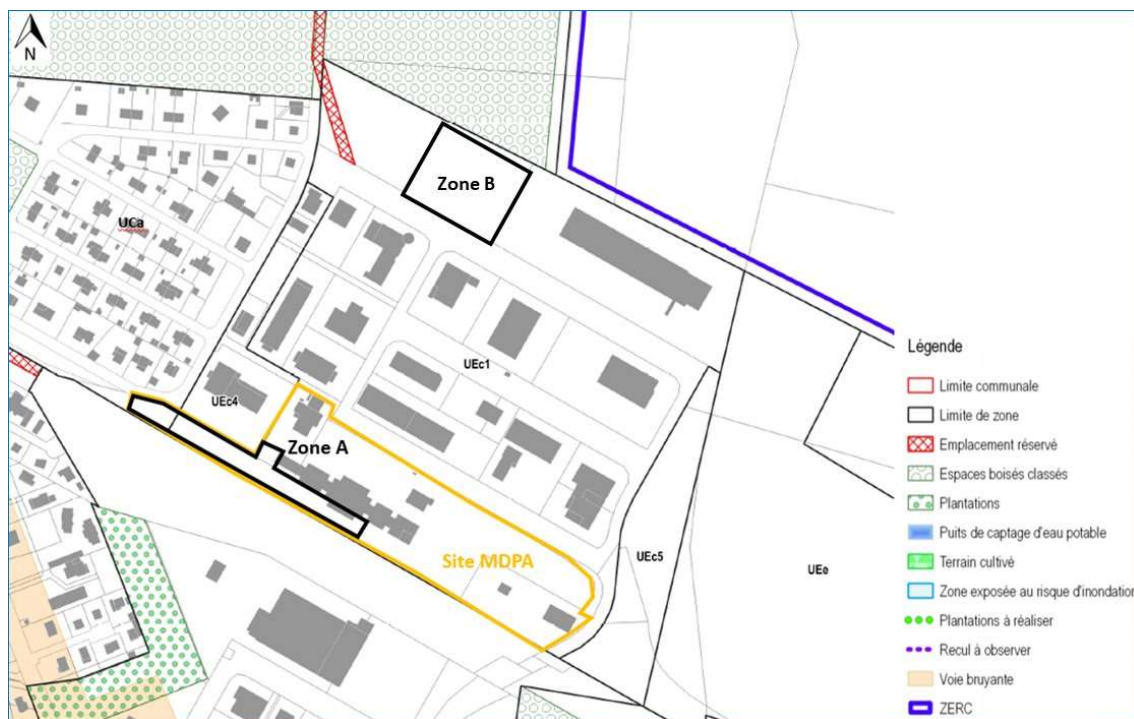 N
Zone B
UCa
UEc1
UEc4
Zone A
Site MDPA
UEc5
UEe
Légende
Limite communale
Limite de zone
Emplacement réservé
Espaces boisés classés
Plantations
Puits de captage d'eau potable
Terrain cultivé
Zone exposée au risque d'inondation
Plantations à réaliser
Recul à observer
Voie bruyante
ZERC